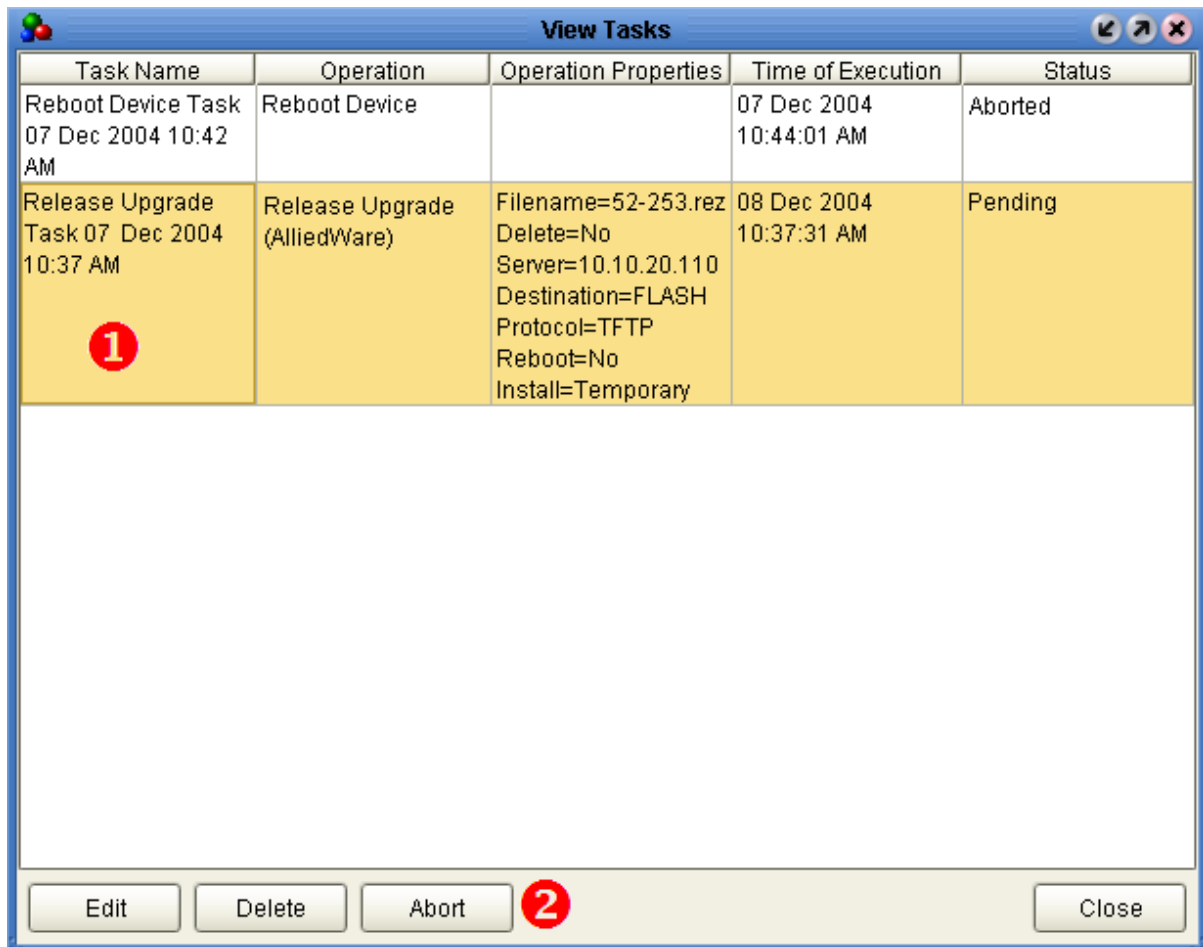 View Tasks
Task Name Operation Operation Properties Time of Execution Status
Reboot Device Task
07 Dec 2004 10:42
AM
Reboot Device
07 Dec 2004
10:44:01 AM
Aborted
Release Upgrade
Task 07 Dec 2004
10:37 AM
Release Upgrade
(AlliedWare)
Filename=52-253.rez
Delete=No
Server=10.10.20.110
Destination=FLASH
Protocol=TFTP
Reboot=No
Install=Temporary
08 Dec 2004
10:37:31 AM
Pending
1
Edit Delete Abort 2 Close